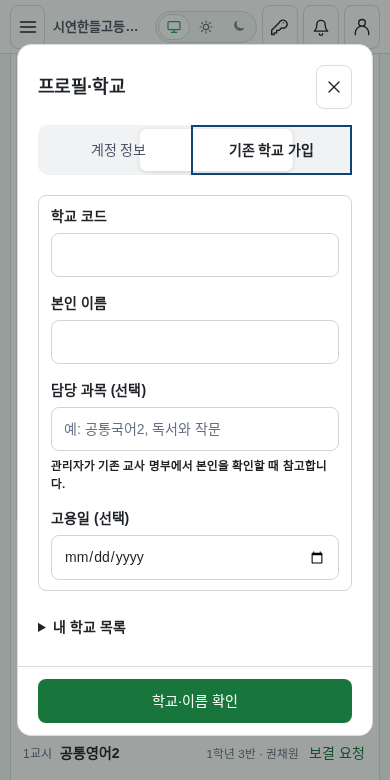 시연한들고등…
프로필·학교
계정 정보
기존 학교 가입
학교 코드
본인 이름
담당 과목 (선택)
예: 공통국어2, 독서와 작문
관리자가 기존 교사 명부에서 본인을 확인할 때 참고합니
다.
고용일 (선택)
mm/dd/yyyy
내 학교 목록
학교·이름 확인
1교시 공통영어2 1학년 3반 · 권채원 보결 요청